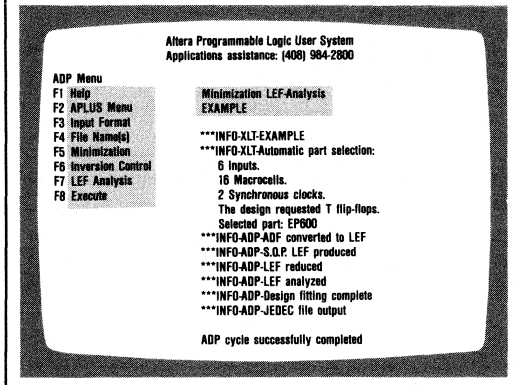 Altera Programmable Logic User System
Applications assistance: (408) 984-2800
ADP Menu
F1 Help
F2 APLUS Menu
F3 Input Format
F4 File Name(s)
F5 Minimization
F6 Inversion Control
F7 LEF Analysis
F8 Execute
Minimization LEF-Analysis
EXAMPLE
***INFO-XLT-EXAMPLE
***INFO-XLT-Automatic part selection:
6 Inputs.
16 Macrocells.
2 Synchronous clocks.
The design requested T flip-flops.
Selected part: EP600
***INFO-ADP-ADF converted to LEF
***INFO-ADP-S.O.P. LEF produced
***INFO-ADP-LEF reduced
***INFO-ADP-LEF analyzed
***INFO-ADP-Design fitting complete
***INFO-ADP-JEDEC file output
ADP cycle successfully completed